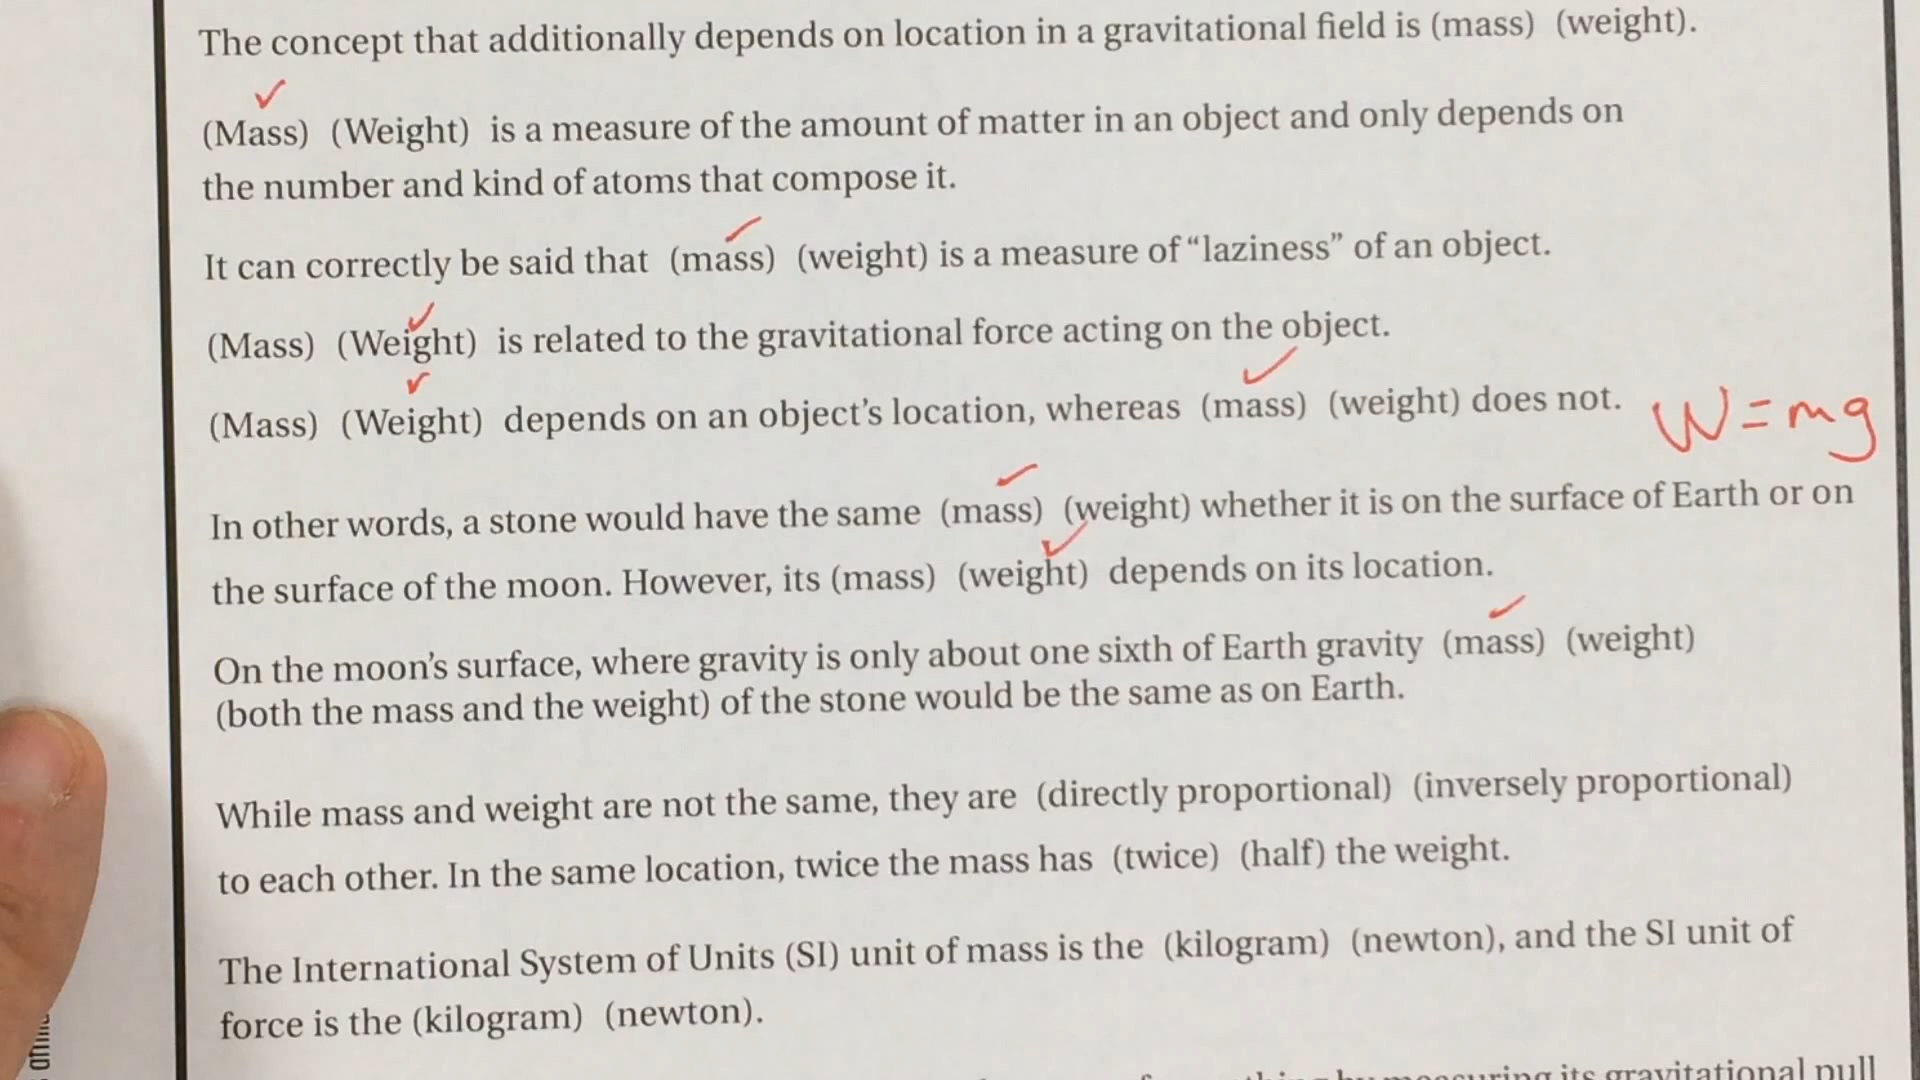 The concept that additionally depends on location in a gravitational field is (mass) (weight).
(Mass) (Weight) is a measure of the amount of matter in an object and only depends on
the number and kind of atoms that compose it.
It can correctly be said that (mass) (weight) is a measure of “laziness” of an object.
(Mass) (Weight) is related to the gravitational force acting on the object.
(Mass) (Weight) depends on an object’s location, whereas (mass) (weight) does not.
W = mg
In other words, a stone would have the same (mass) (weight) whether it is on the surface of Earth or on
the surface of the moon. However, its (mass) (weight) depends on its location.
On the moon’s surface, where gravity is only about one sixth of Earth gravity (mass) (weight)
(both the mass and the weight) of the stone would be the same as on Earth.
While mass and weight are not the same, they are (directly proportional) (inversely proportional)
to each other. In the same location, twice the mass has (twice) (half) the weight.
The International System of Units (SI) unit of mass is the (kilogram) (newton), and the SI unit of
force is the (kilogram) (newton).
by measuring its gravitational pull